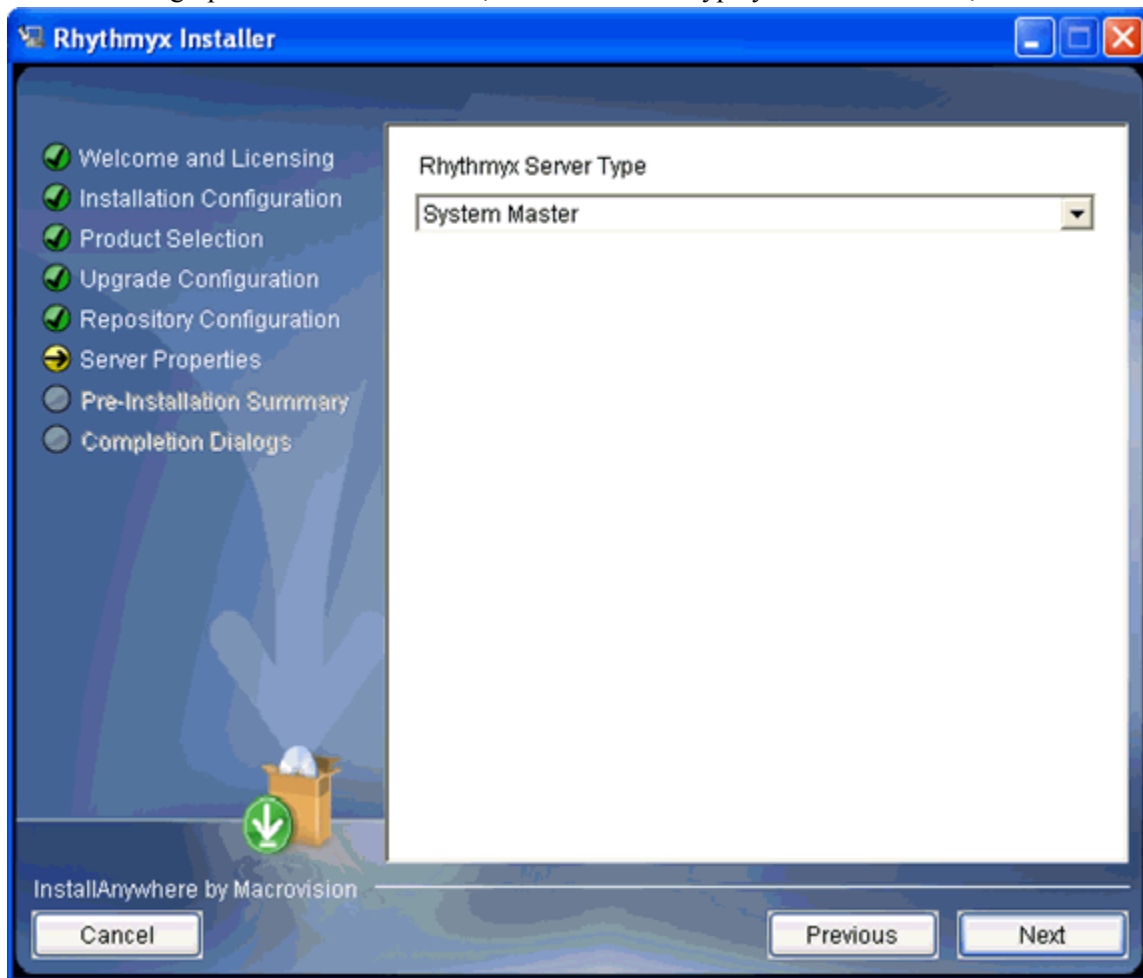 Rhythmyx Installer
Welcome and Licensing
Installation Configuration
Product Selection
Upgrade Configuration
Repository Configuration
Server Properties
Pre-Installation Summary
Completion Dialogs
Rhythmyx Server Type
System Master
InstallAnywhere by Macrovision
Cancel
Previous
Next